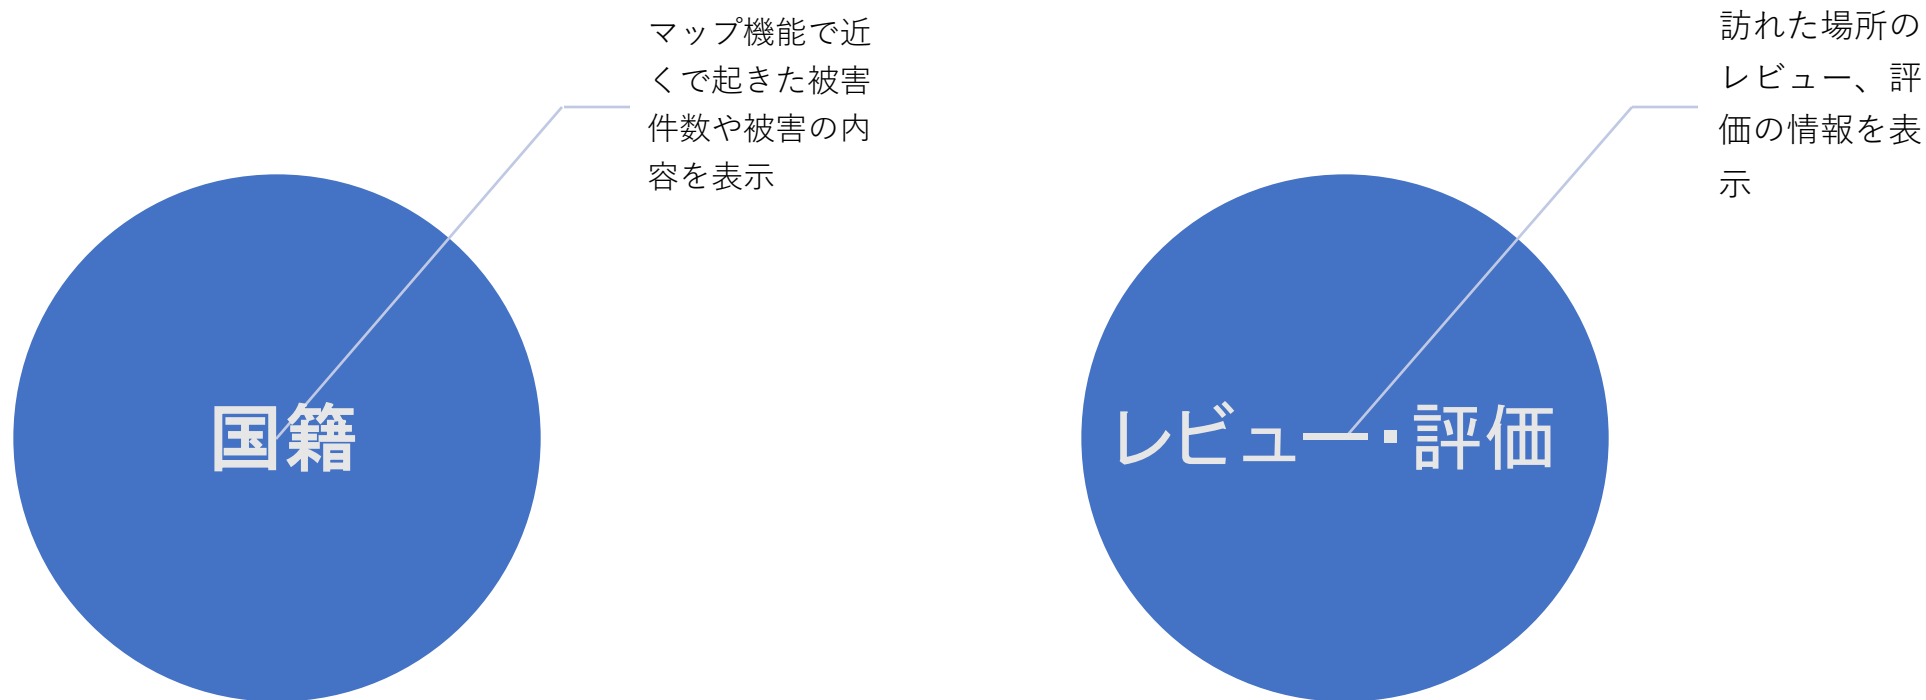 マップ機能で近
くで起きた被害
件数や被害の内
容を表示
国籍
訪れた場所の
レビュー、評
価の情報を表
示
レビュー・評価